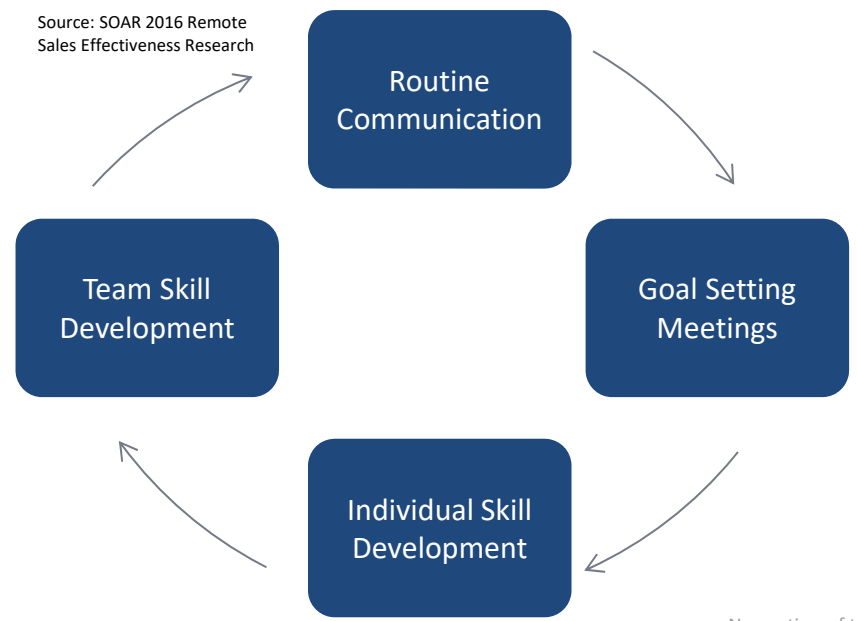 Source: SOAR 2016 Remote
Sales Effectiveness Research
Routine
Communication
Goal Setting
Meetings
Individual Skill
Development
Team Skill
Development